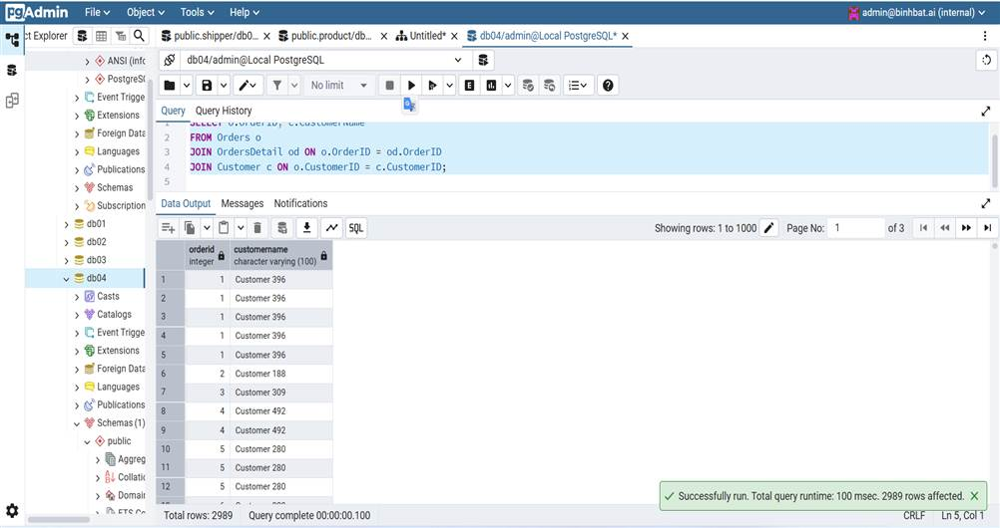 pgAdmin File Object Tools Help admin@binhbat.ai (internal)
ct Explorer public.shipper/db0... public.product/db... Untitled* db04/admin@Local PostgreSQL*
db04/admin@Local PostgreSQL
No limit
Query Query History
1 SELECT o.OrderID, c.CustomerName
2 FROM Orders o
3 JOIN OrdersDetail od ON o.OrderID = od.OrderID
4 JOIN Customer c ON o.CustomerID = c.CustomerID;
5
Data Output Messages Notifications
SQL Showing rows: 1 to 1000 Page No: 1 of 3
orderid integer customername character varying (100)
1 1 Customer 396
2 1 Customer 396
3 1 Customer 396
4 1 Customer 396
5 1 Customer 396
6 2 Customer 188
7 3 Customer 309
8 4 Customer 492
9 4 Customer 492
10 5 Customer 280
11 5 Customer 280
12 5 Customer 280
ANSI (info
PostgreS
Event Trigge
Extensions
Foreign Data
Languages
Publications
Schemas
Subscription
db01
db02
db03
db04
Casts
Catalogs
Event Trigge
Extensions
Foreign Data
Languages
Publications
Schemas (1)
public
Aggreg
Collatic
Domair
FTS Co
Successfully run. Total query runtime: 100 msec. 2989 rows affected.
Total rows: 2989 Query complete 00:00:00.100 CRLF Ln 5, Col 1